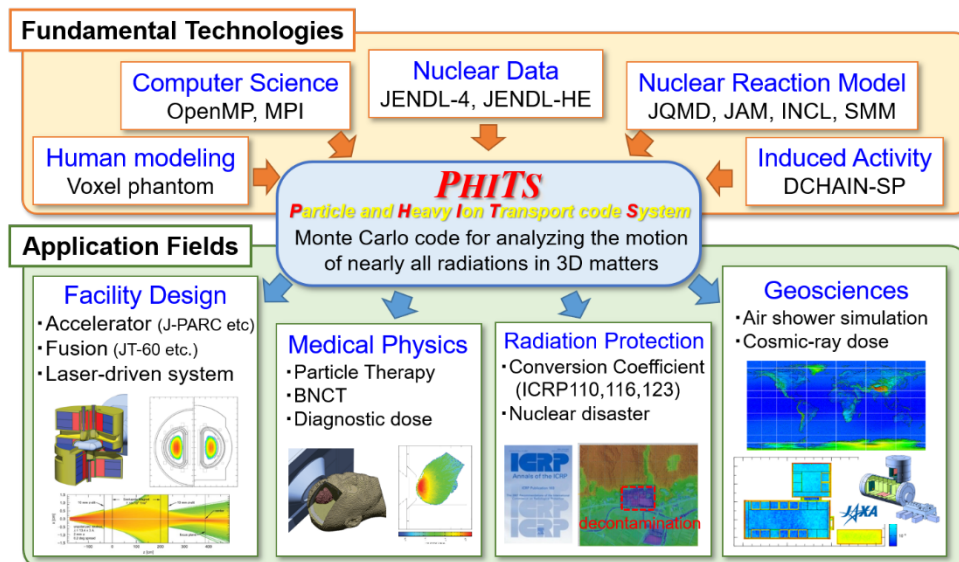 Fundamental Technologies
Computer Science
OpenMP, MPI
Nuclear Data
JENDL-4, JENDL-HE
Nuclear Reaction Model
JQMD, JAM, INCL, SMM
Human modeling
Voxel phantom
Induced Activity
DCHAIN-SP
PHITS
Particle and Heavy Ion Transport code System
Monte Carlo code for analyzing the motion
of nearly all radiations in 3D matters
Application Fields
Facility Design
・Accelerator (J-PARC etc)
・Fusion (JT-60 etc.)
・Laser-driven system
Medical Physics
・Particle Therapy
・BNCT
・Diagnostic dose
Radiation Protection
・Conversion Coefficient
(ICRP110,116,123)
・Nuclear disaster
ICRP
Annals of the ICRP
decontamination
Geosciences
・Air shower simulation
・Cosmic-ray dose
JAXA